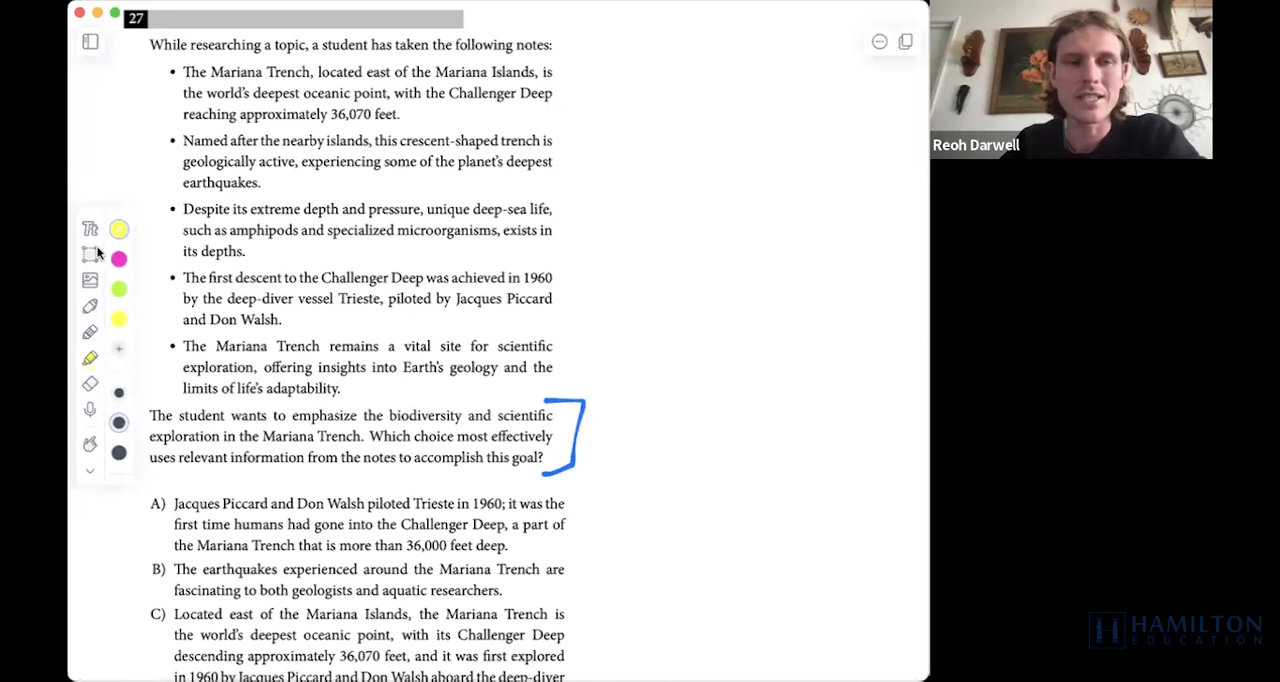 27
While researching a topic, a student has taken the following notes:
• The Mariana Trench, located east of the Mariana Islands, is
the world's deepest oceanic point, with the Challenger Deep
reaching approximately 36,070 feet.
• Named after the nearby islands, this crescent-shaped trench is
geologically active, experiencing some of the planet's deepest
earthquakes.
• Despite its extreme depth and pressure, unique deep-sea life,
such as amphipods and specialized microorganisms, exists in
its depths.
• The first descent to the Challenger Deep was achieved in 1960
by the deep-diver vessel Trieste, piloted by Jacques Piccard
and Don Walsh.
• The Mariana Trench remains a vital site for scientific
exploration, offering insights into Earth's geology and the
limits of life's adaptability.
The student wants to emphasize the biodiversity and scientific
exploration in the Mariana Trench. Which choice most effectively
uses relevant information from the notes to accomplish this goal?
A) Jacques Piccard and Don Walsh piloted Trieste in 1960; it was the
first time humans had gone into the Challenger Deep, a part of
the Mariana Trench that is more than 36,000 feet deep.
B) The earthquakes experienced around the Mariana Trench are
fascinating to both geologists and aquatic researchers.
C) Located east of the Mariana Islands, the Mariana Trench is
the world's deepest oceanic point, with its Challenger Deep
descending approximately 36,070 feet, and it was first explored
in 1960 by Jacques Piccard and Don Walsh aboard the deep-diver
Tt
Reoh Darwell
H HAMILTON
EDUCATION